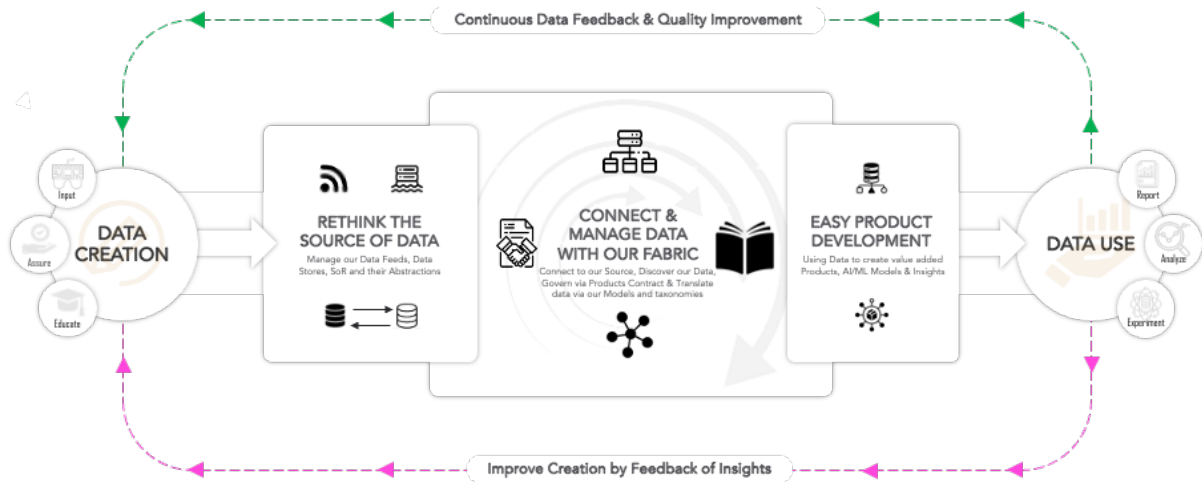 Continuous Data Feedback & Quality Improvement
Input
Assure
Educate
DATA
CREATION
RETHINK THE
SOURCE OF DATA
Manage our Data Feeds, Data
Stores, SoR and their Abstractions
CONNECT &
MANAGE DATA
WITH OUR FABRIC
Connect to our Source, Discover our Data,
Govern via Products Contract & Translate
data via our Models and taxonomies
EASY PRODUCT
DEVELOPMENT
Using Data to create value added
Products, AI/ML Models & Insights
DATA USE
Report
Analyze
Experiment
Improve Creation by Feedback of Insights